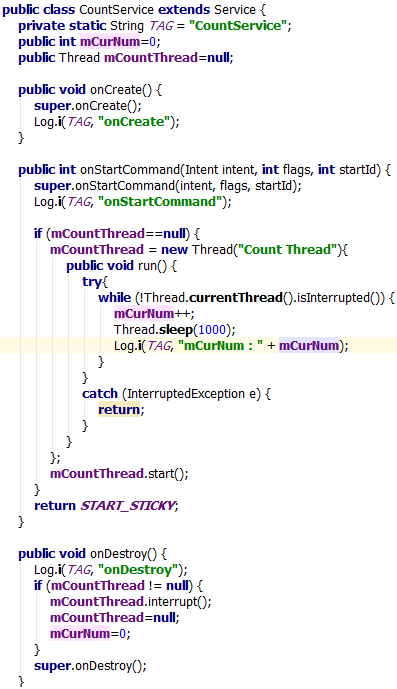 public class CountService extends Service {
    private static String TAG = "CountService";
    public int mCurNum=0;
    public Thread mCountThread=null;

    public void onCreate() {
        super.onCreate();
        Log.i(TAG, "onCreate");
    }

    public int onStartCommand(Intent intent, int flags, int startId) {
        super.onStartCommand(intent, flags, startId);
        Log.i(TAG, "onStartCommand");

        if (mCountThread==null) {
            mCountThread = new Thread("Count Thread"){
                public void run() {
                    try{
                        while (!Thread.currentThread().isInterrupted()) {
                            mCurNum++;
                            Thread.sleep(1000);
                            Log.i(TAG, "mCurNum : " + mCurNum);
                        }
                    }
                    catch (InterruptedException e) {
                        return;
                    }
                }
            };
            mCountThread.start();
        }
        return START_STICKY;
    }

    public void onDestroy() {
        Log.i(TAG, "onDestroy");
        if (mCountThread != null) {
            mCountThread.interrupt();
            mCountThread=null;
            mCurNum=0;
        }
        super.onDestroy();
    }